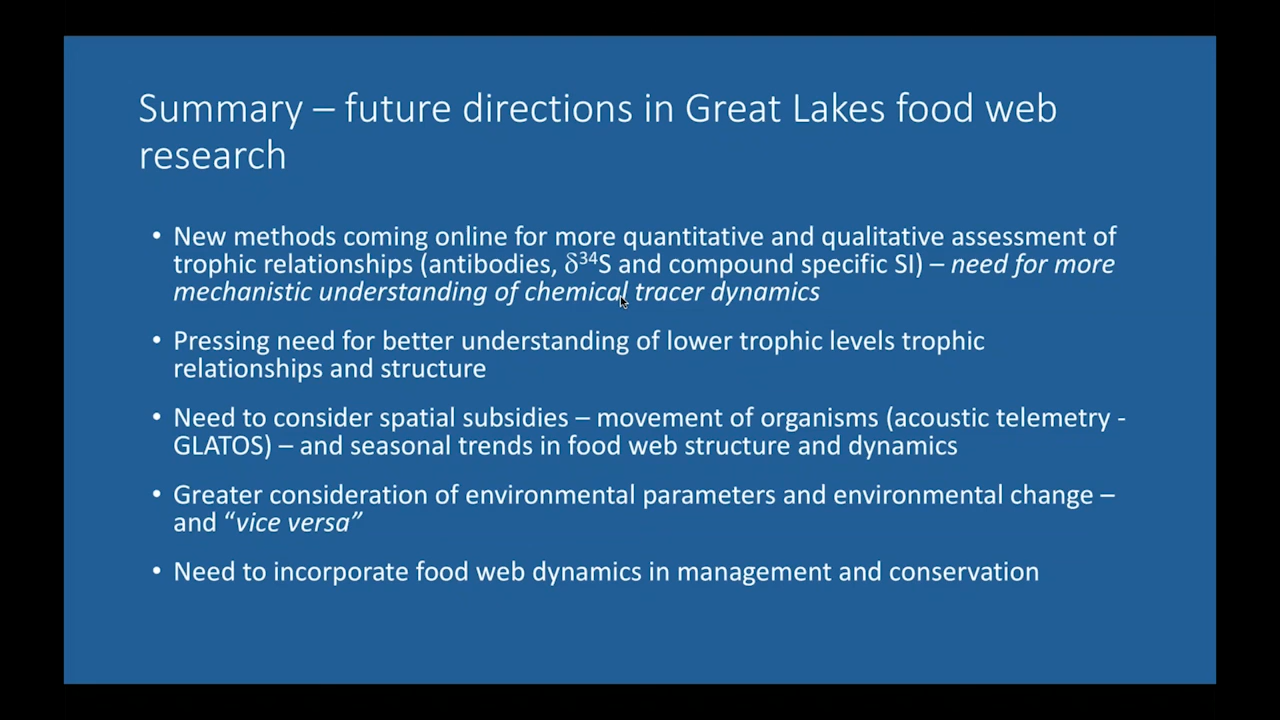 Summary – future directions in Great Lakes food web
research
• New methods coming online for more quantitative and qualitative assessment of
trophic relationships (antibodies, δ³⁴S and compound specific SI) – need for more
mechanistic understanding of chemical tracer dynamics
• Pressing need for better understanding of lower trophic levels trophic
relationships and structure
• Need to consider spatial subsidies – movement of organisms (acoustic telemetry -
GLATOS) – and seasonal trends in food web structure and dynamics
• Greater consideration of environmental parameters and environmental change –
and “vice versa”
• Need to incorporate food web dynamics in management and conservation